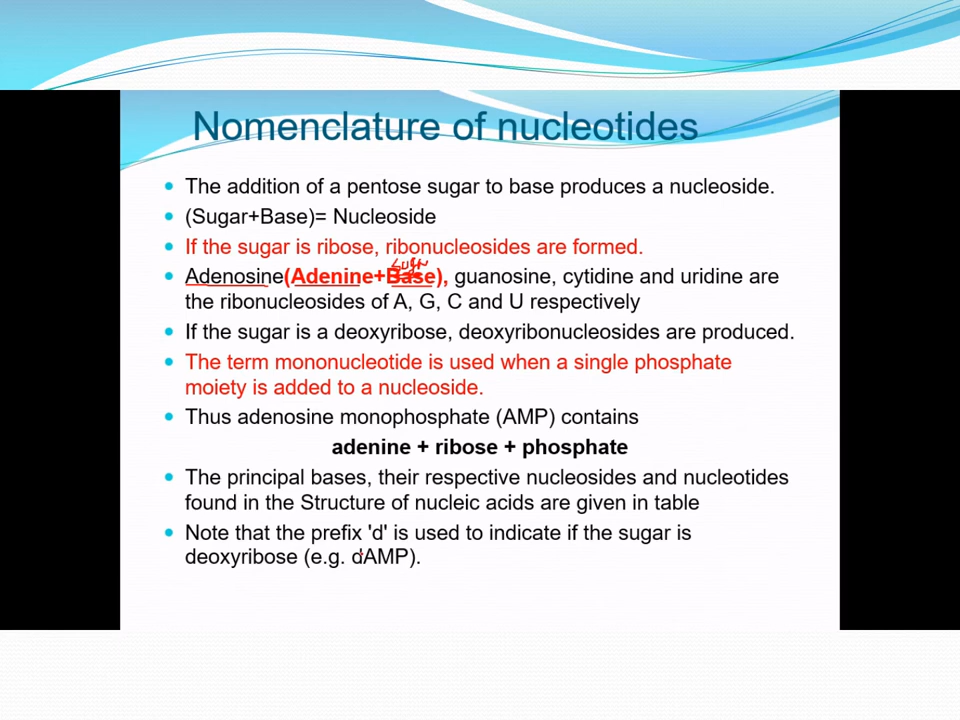 Nomenclature of nucleotides
The addition of a pentose sugar to base produces a nucleoside.
(Sugar+Base)= Nucleoside
If the sugar is ribose, ribonucleosides are formed.
Adenosine(Adenine+Base), guanosine, cytidine and uridine are
the ribonucleosides of A, G, C and U respectively
If the sugar is a deoxyribose, deoxyribonucleosides are produced.
The term mononucleotide is used when a single phosphate
moiety is added to a nucleoside.
Thus adenosine monophosphate (AMP) contains
adenine + ribose + phosphate
The principal bases, their respective nucleosides and nucleotides
found in the Structure of nucleic acids are given in table
Note that the prefix 'd' is used to indicate if the sugar is
deoxyribose (e.g. dAMP).